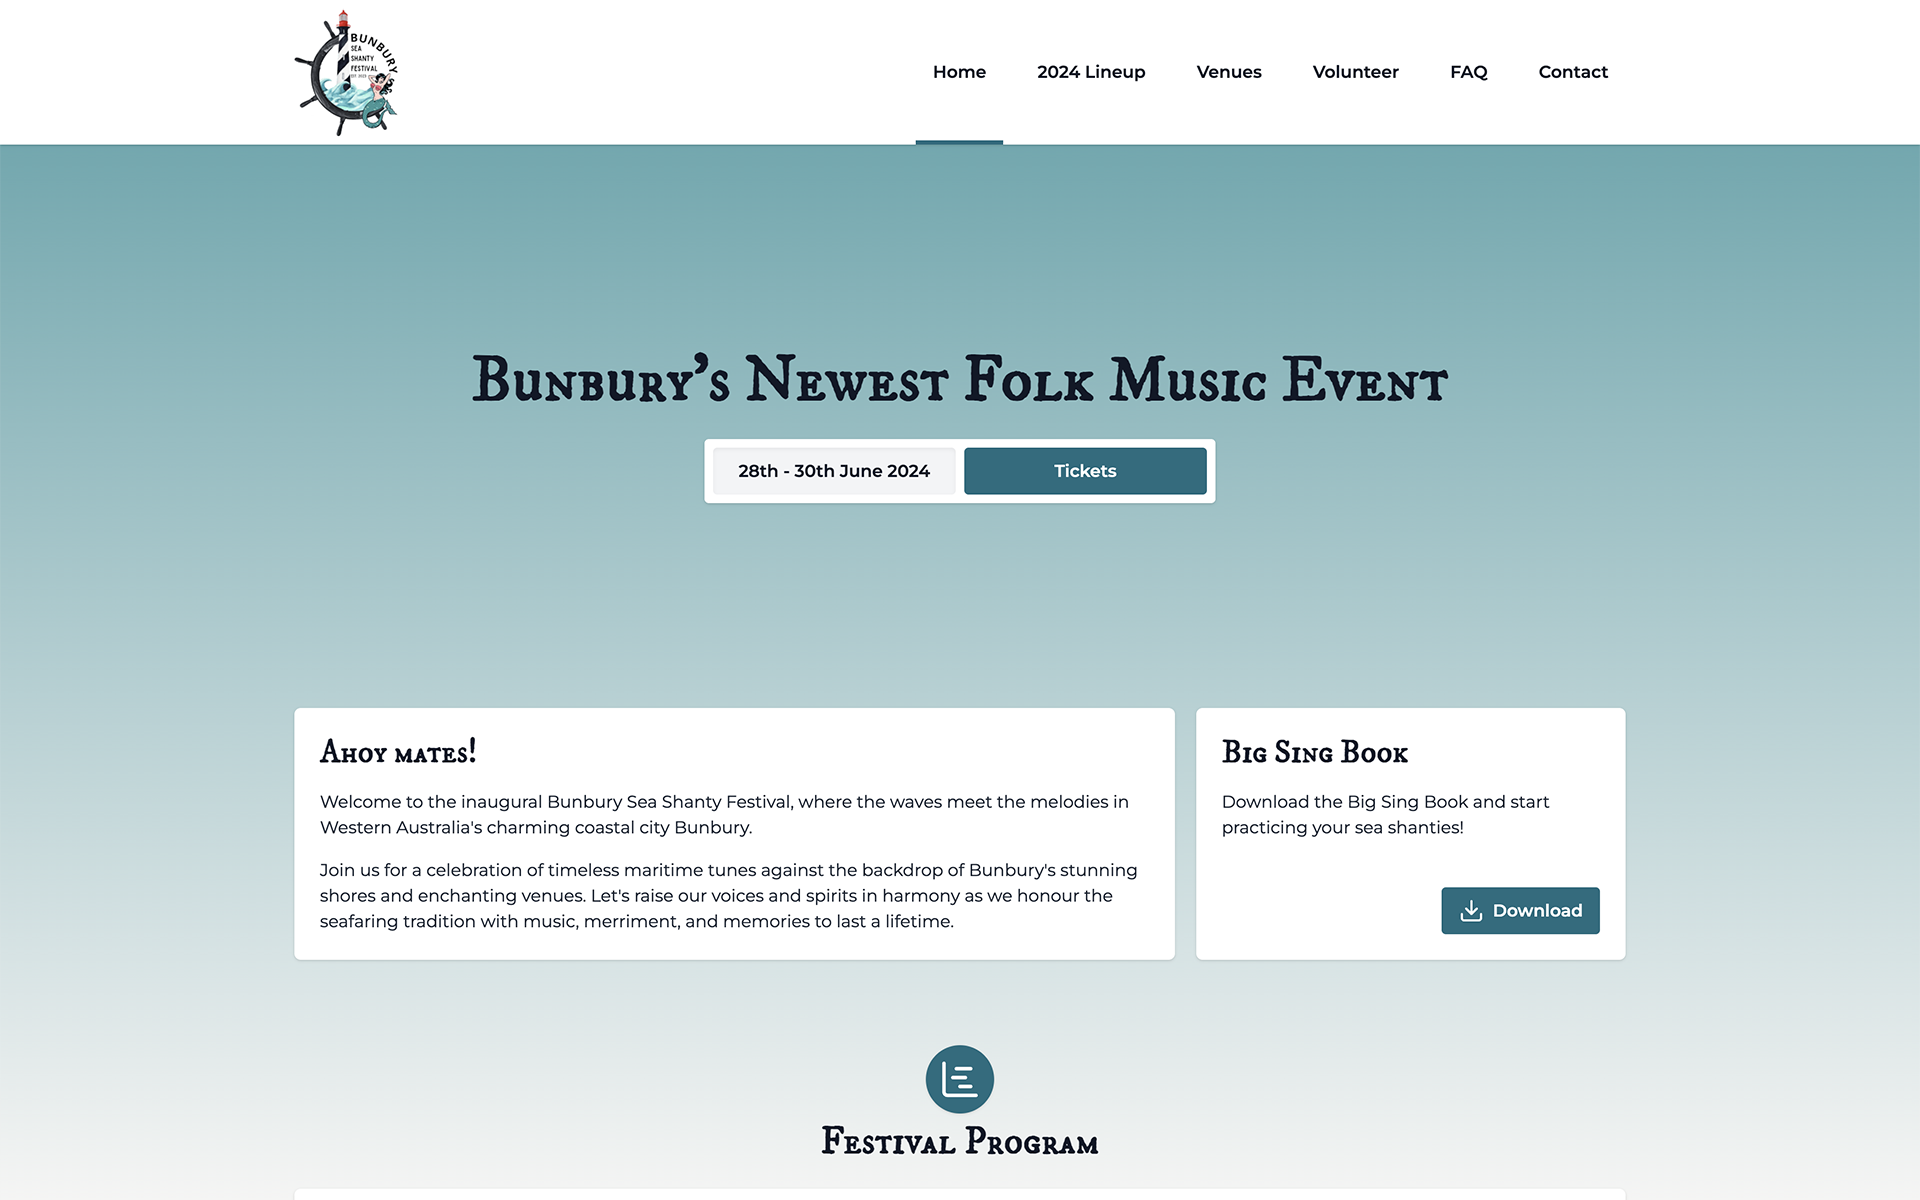 BUNBURY
SEA
SHANTY
FESTIVAL
Home
2024 Lineup
Venues
Volunteer
FAQ
Contact
Bunbury's Newest Folk Music Event
28th - 30th June 2024
Tickets
Ahoy mates!
Welcome to the inaugural Bunbury Sea Shanty Festival, where the waves meet the melodies in
Western Australia's charming coastal city Bunbury.
Join us for a celebration of timeless maritime tunes against the backdrop of Bunbury's stunning
shores and enchanting venues. Let's raise our voices and spirits in harmony as we honour the
seafaring tradition with music, merriment, and memories to last a lifetime.
Big Sing Book
Download the Big Sing Book and start
practicing your sea shanties!
Download
Festival Program